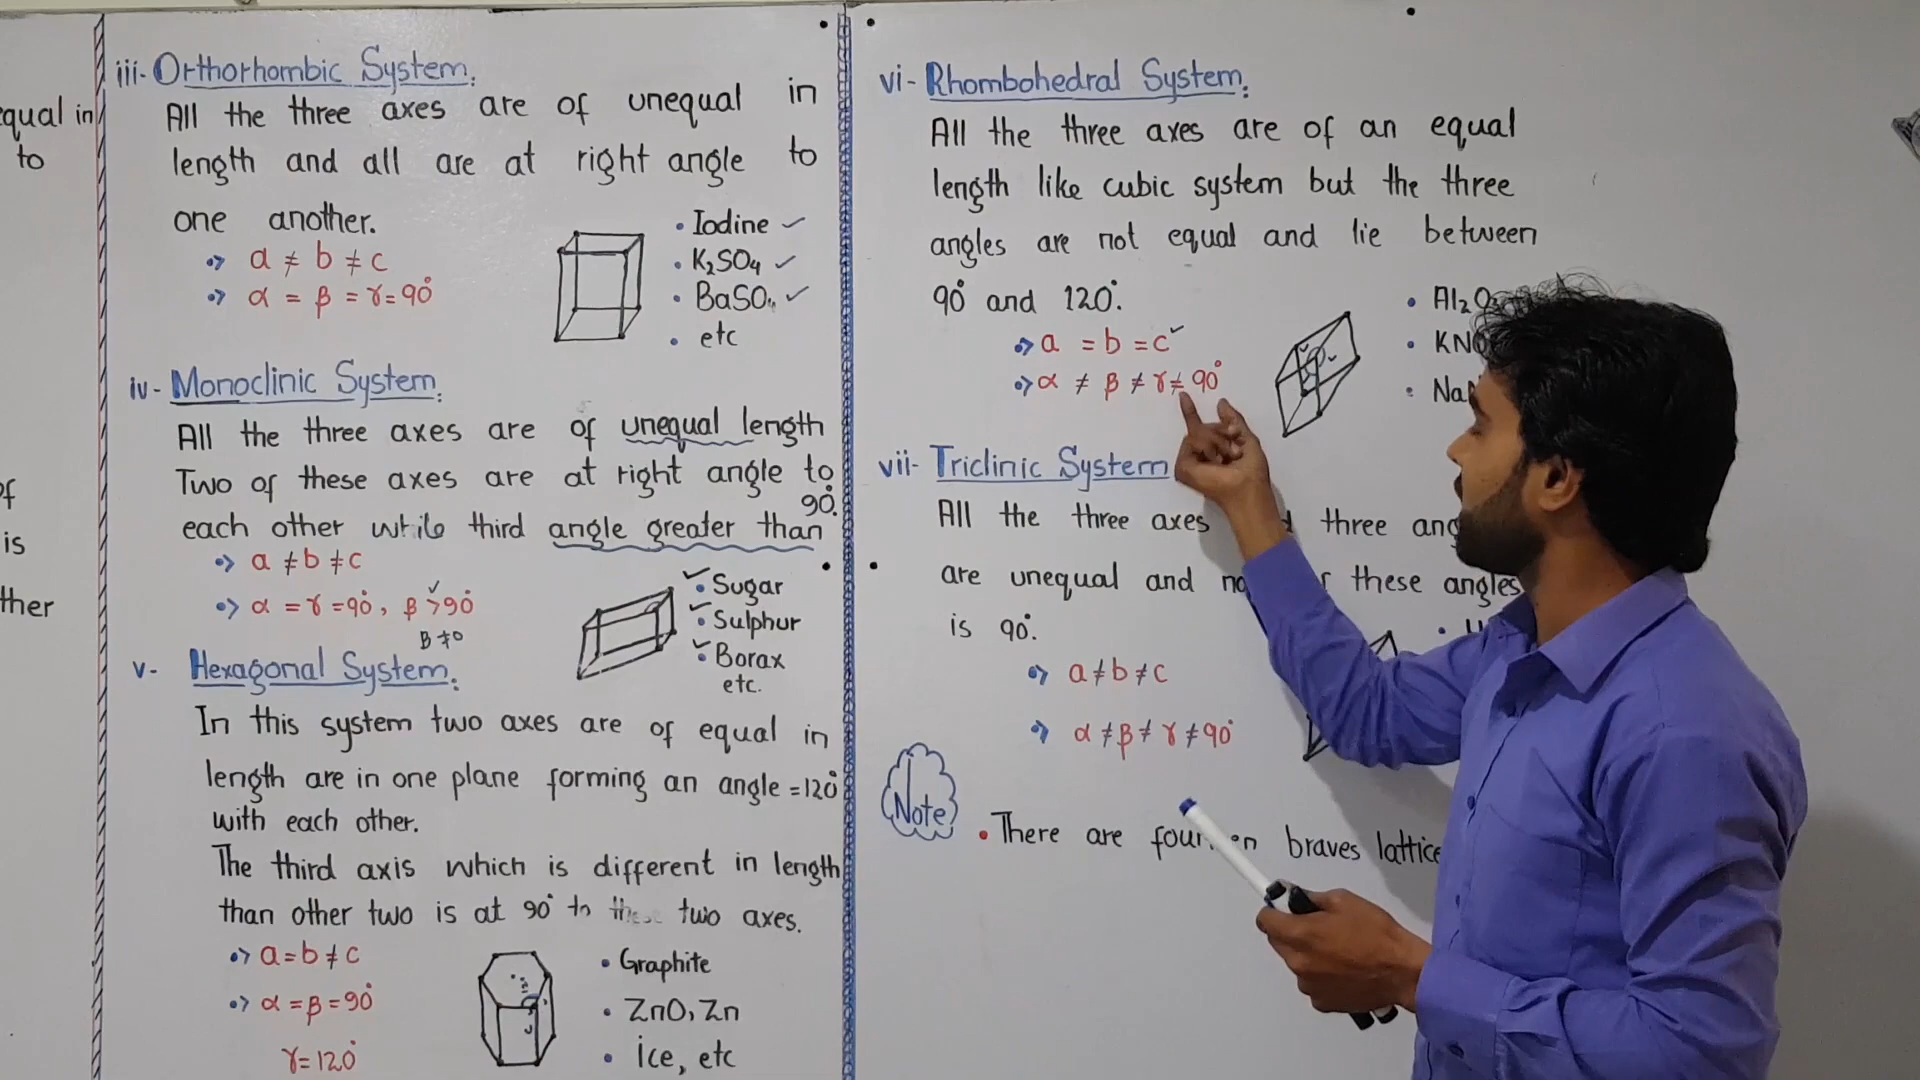 equal in
to
of
is
ther
iii- Orthorhombic System.
All the three axes are of unequal in
length and all are at right angle to
one another.
a ≠ b ≠ c
α = β = γ = 90°
• Iodine ✓
• K₂SO₄ ✓
• BaSO₄ ✓
• etc
iv- Monoclinic System.
All the three axes are of unequal length
Two of these axes are at right angle to
each other while third angle greater than 90°.
a ≠ b ≠ c
α = γ = 90°, β > 90°
• Sugar
• Sulphur
• Borax
etc.
v- Hexagonal System.
In this system two axes are of equal in
length are in one plane forming an angle = 120°
with each other.
The third axis which is different in length
than other two is at 90° to these two axes.
a = b ≠ c
α = β = 90°
γ = 120°
• Graphite
• ZnO, Zn
• ice, etc
vi- Rhombohedral System.
All the three axes are of an equal
length like cubic system but the three
angles are not equal and lie between
90° and 120°.
a = b = c ✓
α ≠ β ≠ γ ≠ 90°
• Al₂O
• KNO
• Na
vii- Triclinic System
All the three axes three ang
are unequal and these angles
is 90°.
a ≠ b ≠ c
α ≠ β ≠ γ ≠ 90°
Note
• There are braves lattice